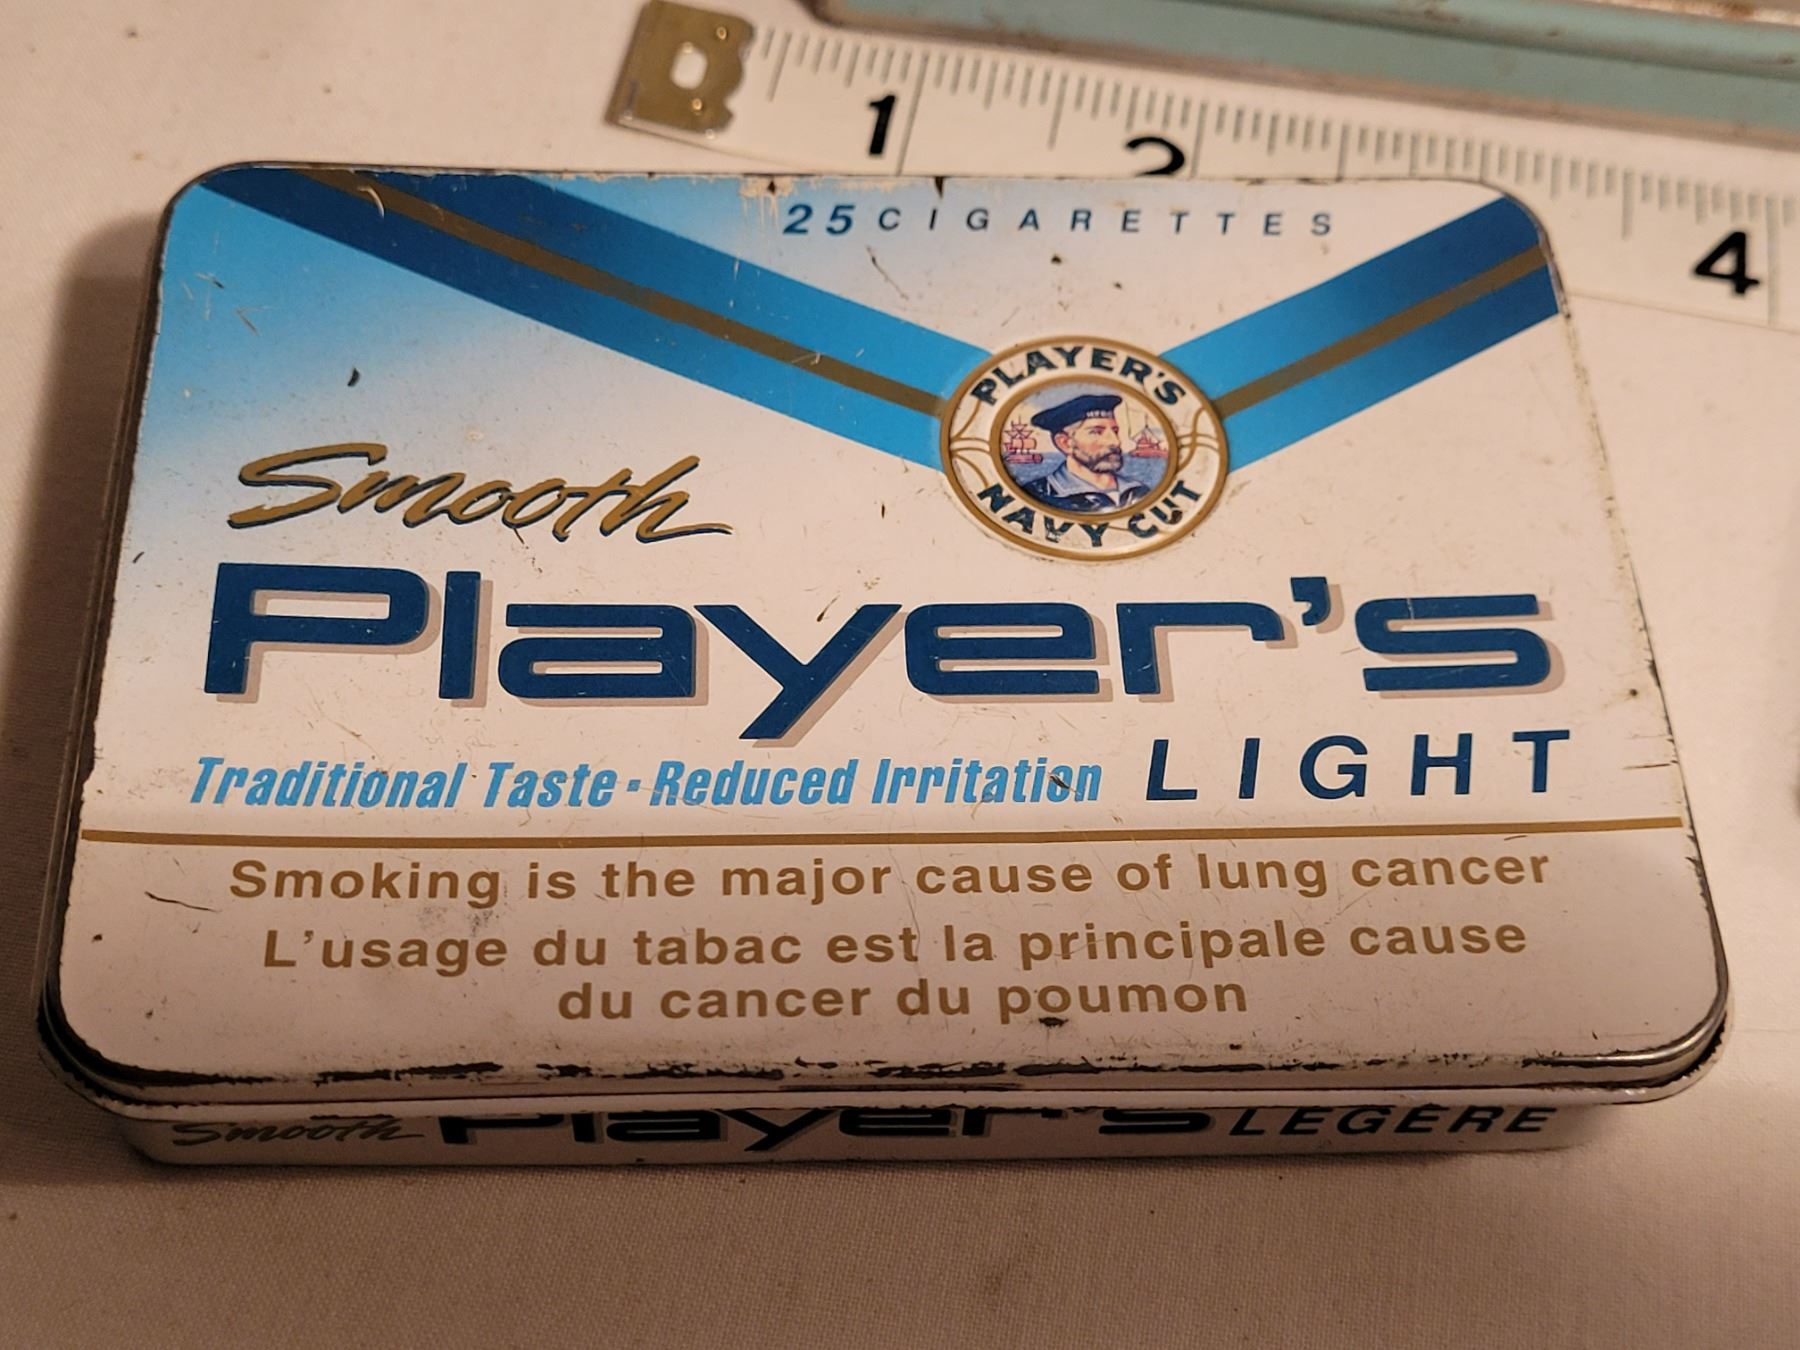 1
2
4
25 CIGARETTES
PLAYER'S
NAVY CUT
Smooth
Player's
Traditional Taste · Reduced Irritation LIGHT
Smoking is the major cause of lung cancer
L'usage du tabac est la principale cause
du cancer du poumon
Smooth Player's LÉGÈRE